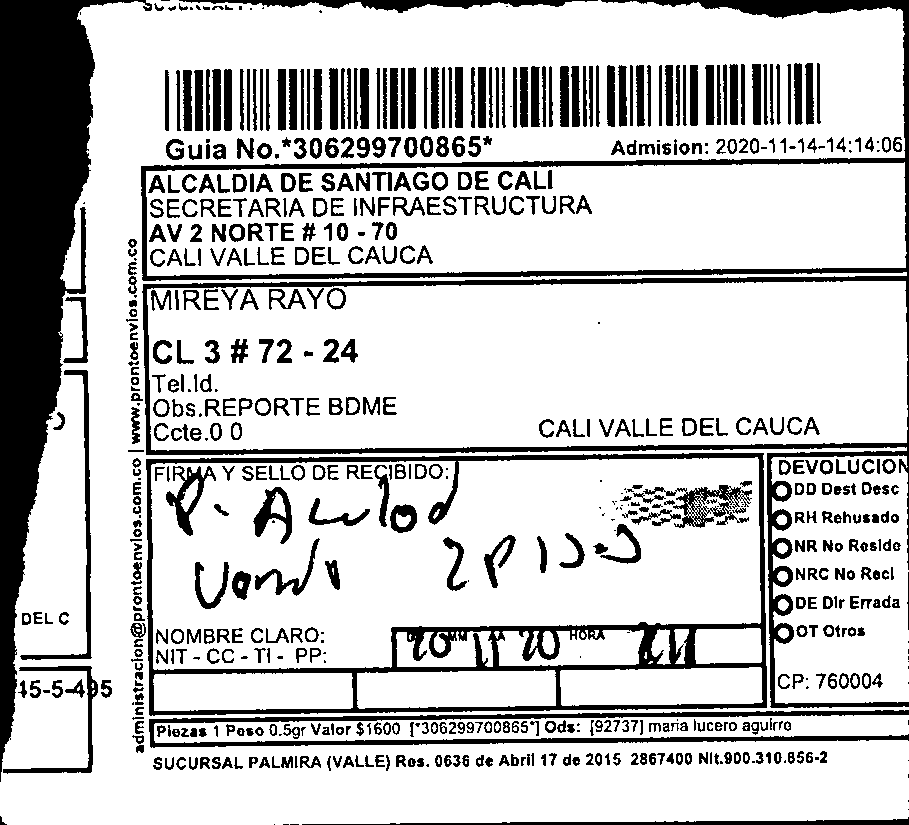 Guia No.*306299700865*
Admision: 2020-11-14-14:14:06
ALCALDIA DE SANTIAGO DE CALI
SECRETARIA DE INFRAESTRUCTURA
AV 2 NORTE # 10 - 70
CALI VALLE DEL CAUCA
MIREYA RAYO
CL 3 # 72 - 24
Tel.Id.
Obs.REPORTE BDME
Ccte.0 0
CALI VALLE DEL CAUCA
administracion@prontoenvios.com.co | www.prontoenvios.com.co
FIRMA Y SELLO DE RECIBIDO:
P.
2 P
DEVOLUCION
DD Dest Desc
RH Rehusado
NR No Reside
NRC No Recl
DE Dir Errada
OT Otros
CP: 760004
NOMBRE CLARO:
NIT - CC - TI - PP:
MM AA HORA
20 11 20
DEL C
15-5-495
Piezas 1 Peso 0.5gr Valor $1600 [*306299700865*] Ods: [92737] maria lucero aguirre
SUCURSAL PALMIRA (VALLE) Res. 0636 de Abril 17 de 2015 2867400 Nit.900.310.856-2